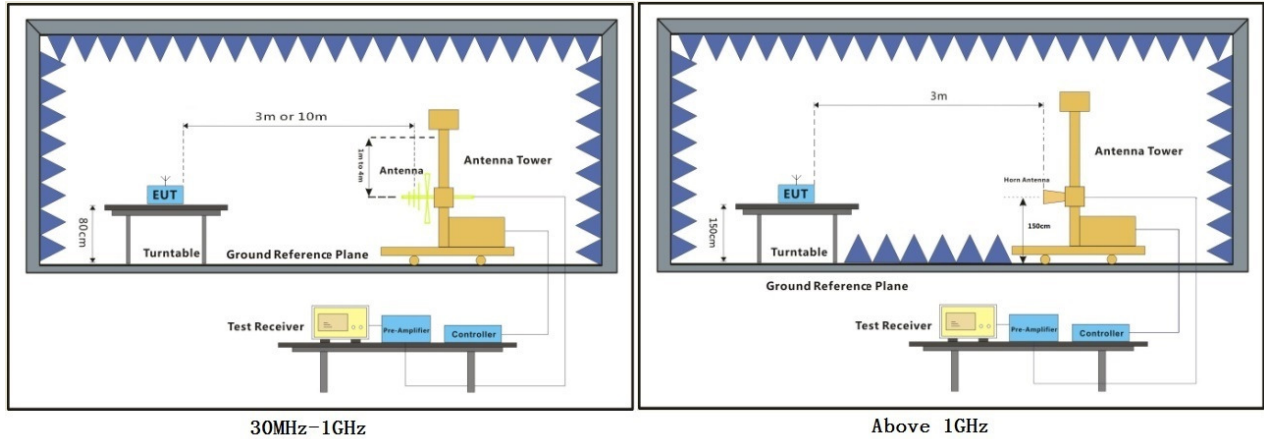 3m or 10m
1m to 4m
Antenna
Antenna Tower
EUT
80cm
Turntable
Ground Reference Plane
Test Receiver
Pre-Amplifier
Controller
30MHz-1GHz
3m
Antenna Tower
Horn Antenna
EUT
150cm
150cm
Turntable
Ground Reference Plane
Test Receiver
Pre-Amplifier
Controller
Above 1GHz